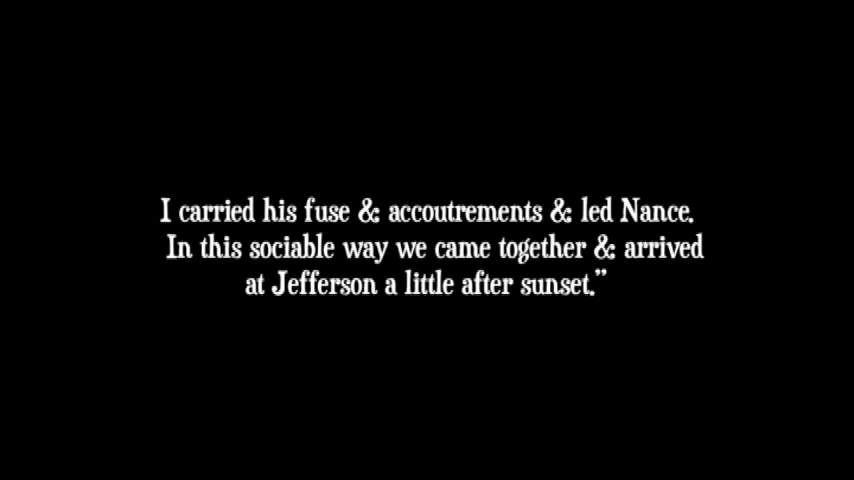 I carried his fuse & accoutrements & led Nance.
In this sociable way we came together & arrived
at Jefferson a little after sunset.”